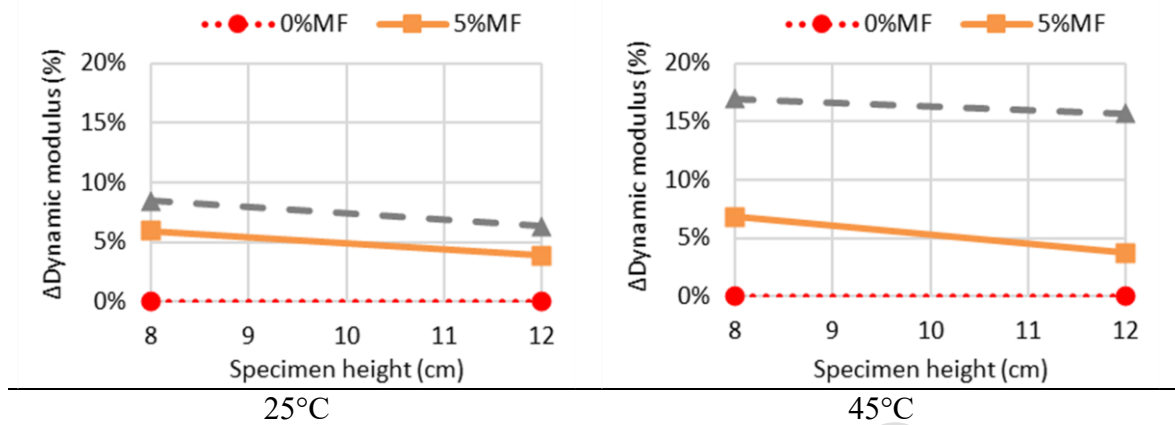 0%MF 5%MF
ΔDynamic modulus (%)
20%
15%
10%
5%
0%
8 9 10 11 12
Specimen height (cm)
25°C
0%MF 5%MF
ΔDynamic modulus (%)
20%
15%
10%
5%
0%
8 9 10 11 12
Specimen height (cm)
45°C